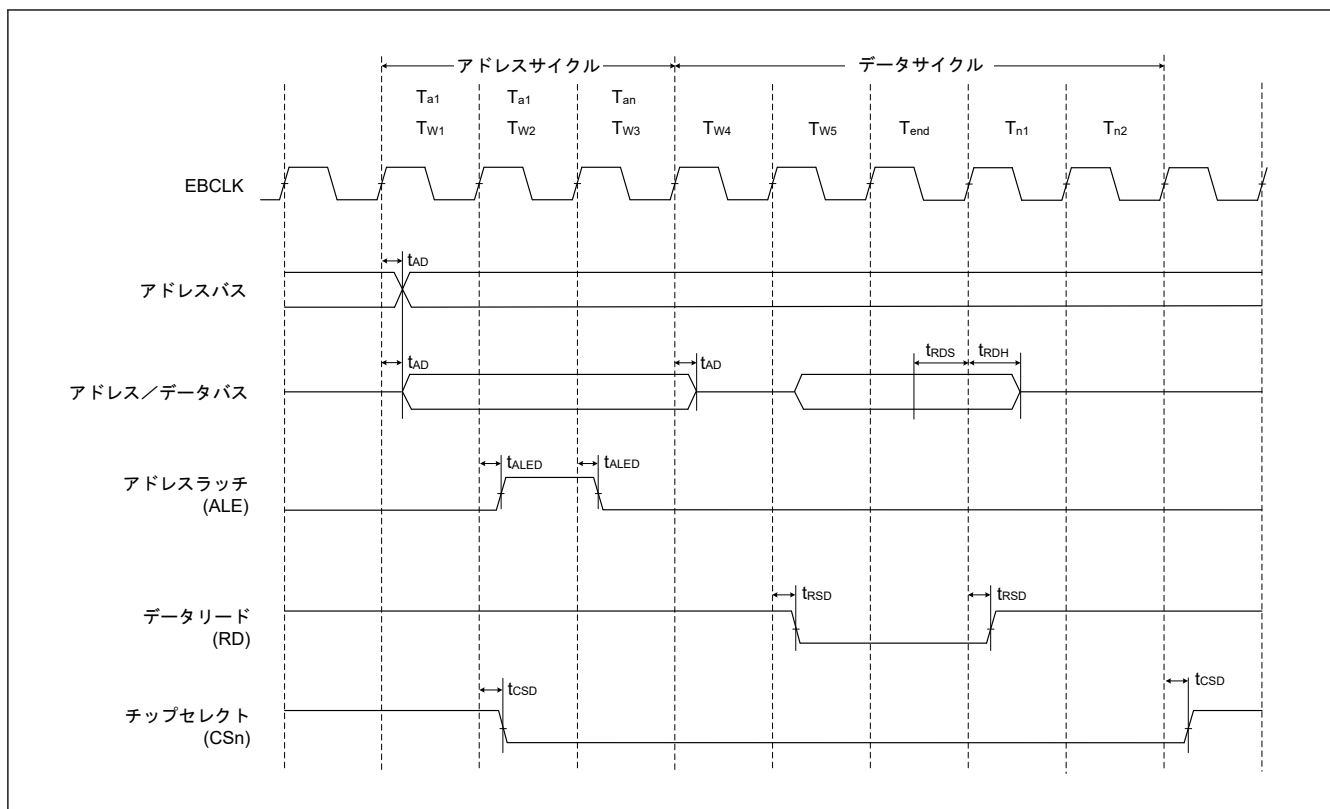 アドレスサイクル データサイクル
Ta1 Ta1 Tan
TW1 TW2 TW3 TW4 TW5 Tend Tn1 Tn2
EBCLK
tAD
アドレスバス
tAD tAD tRDS tRDH
アドレス／データバス
tALED tALED
アドレスラッチ
(ALE)
tRSD tRSD
データリード
(RD)
tCSD tCSD
チップセレクト
(CSn)